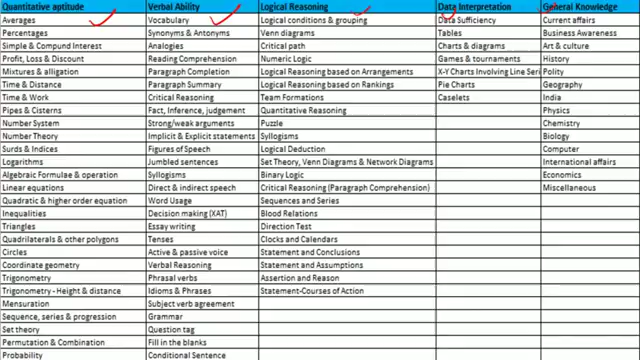 Quantitative aptitude Verbal Ability Logical Reasoning Data Interpretation General Knowledge
Averages Vocabulary Logical conditions & grouping Data Sufficiency Current affairs
Percentages Synonyms & Antonyms Venn diagrams Tables Business Awareness
Simple & Compund Interest Analogies Critical path Charts & diagrams Art & culture
Profit, Loss & Discount Reading Comprehension Numeric Logic Games & tournaments History
Mixtures & alligation Paragraph Completion Logical Reasoning based on Arrangements X-Y Charts Involving Line Seri Polity
Time & Distance Paragraph Summary Logical Reasoning based on Rankings Pie Charts Geography
Time & Work Critical Reasoning Team Formations Caselets India
Pipes & Cisterns Fact, Inference, judgement Quantitative Reasoning Physics
Number System Strong/weak arguments Puzzle Chemistry
Number Theory Implicit & Explicit statements Syllogisms Biology
Surds & Indices Figures of Speech Logical Deduction Computer
Logarithms Jumbled sentences Set Theory, Venn Diagrams & Network Diagrams International affairs
Algebraic Formulae & operation Syllogisms Binary Logic Economics
Linear equations Direct & indirect speech Critical Reasoning (Paragraph Comprehension) Miscellaneous
Quadratic & higher order equation Word Usage Sequences and Series
Inequalities Decision making (XAT) Blood Relations
Triangles Essay writing Direction Test
Quadrilaterals & other polygons Tenses Clocks and Calendars
Circles Active & passive voice Statement and Conclusions
Coordinate geometry Verbal Reasoning Statement and Assumptions
Trigonometry Phrasal verbs Assertion and Reason
Trigonometry - Height & distance Idioms & Phrases Statement-Courses of Action
Mensuration Subject verb agreement
Sequence, series & progression Grammar
Set theory Question tag
Permutation & Combination Fill in the blanks
Probability Conditional Sentence